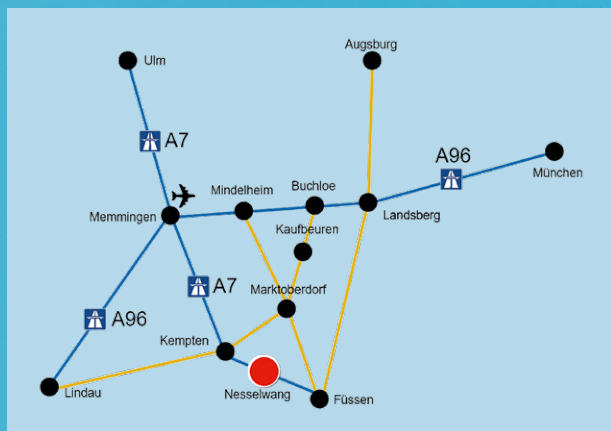 Augsburg
Ulm
A7
A96
München
Mindelheim
Buchloe
Memmingen
Landsberg
Kaufbeuren
A7
Marktoberdorf
A96
Kempten
Lindau
Nesselwang
Füssen